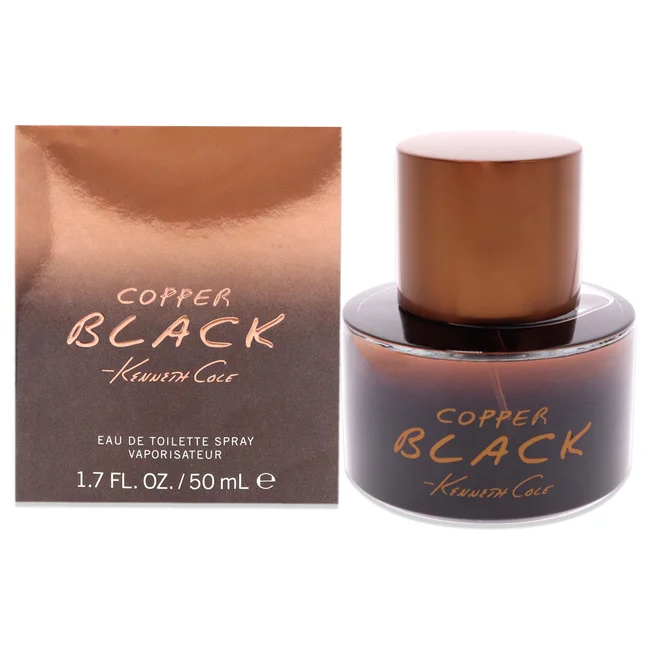 COPPER
BLACK
-KENNETH COLE
EAU DE TOILETTE SPRAY
VAPORISATEUR
1.7 FL. OZ. / 50 mL ℮
COPPER
BLACK
-KENNETH COLE